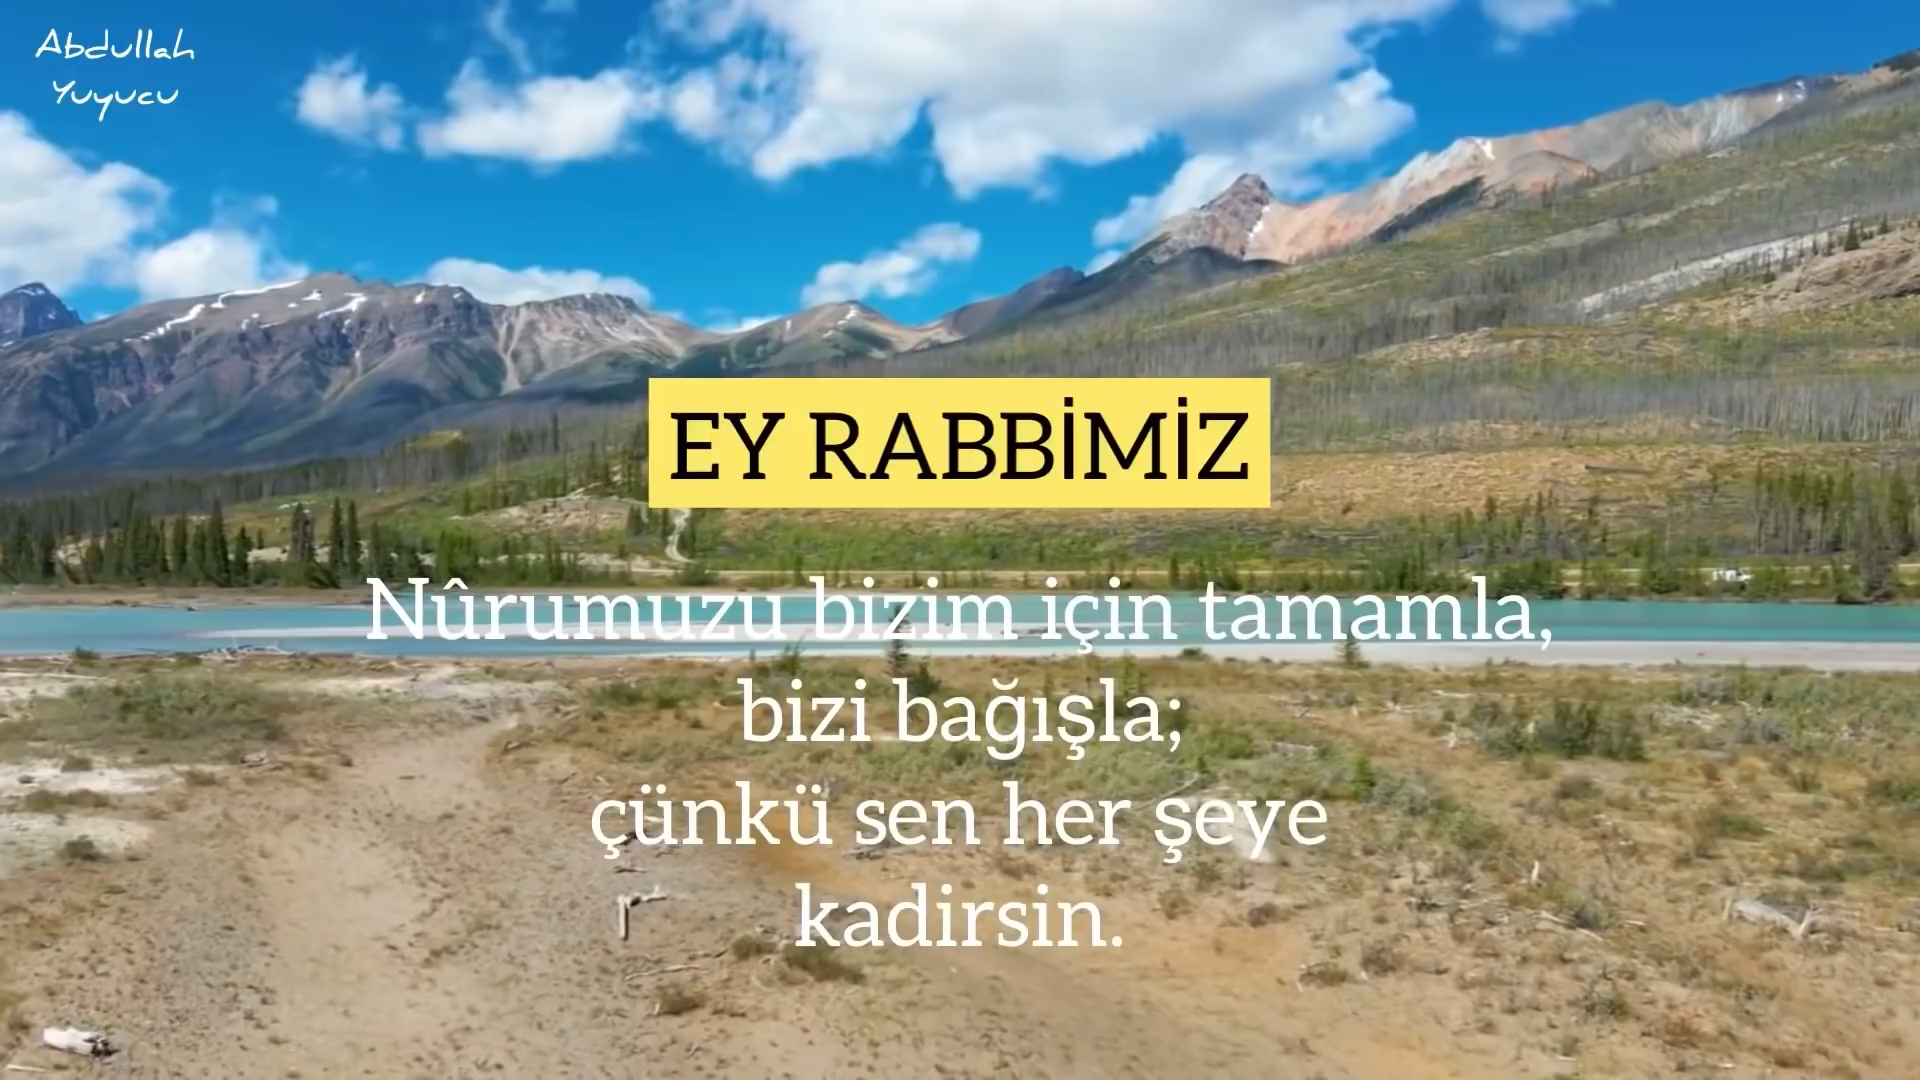 Abdullah
Yuyucu
EY RABBİMİZ
Nûrumuzu bizim için tamamla,
bizi bağışla;
çünkü sen her şeye
kadirsin.